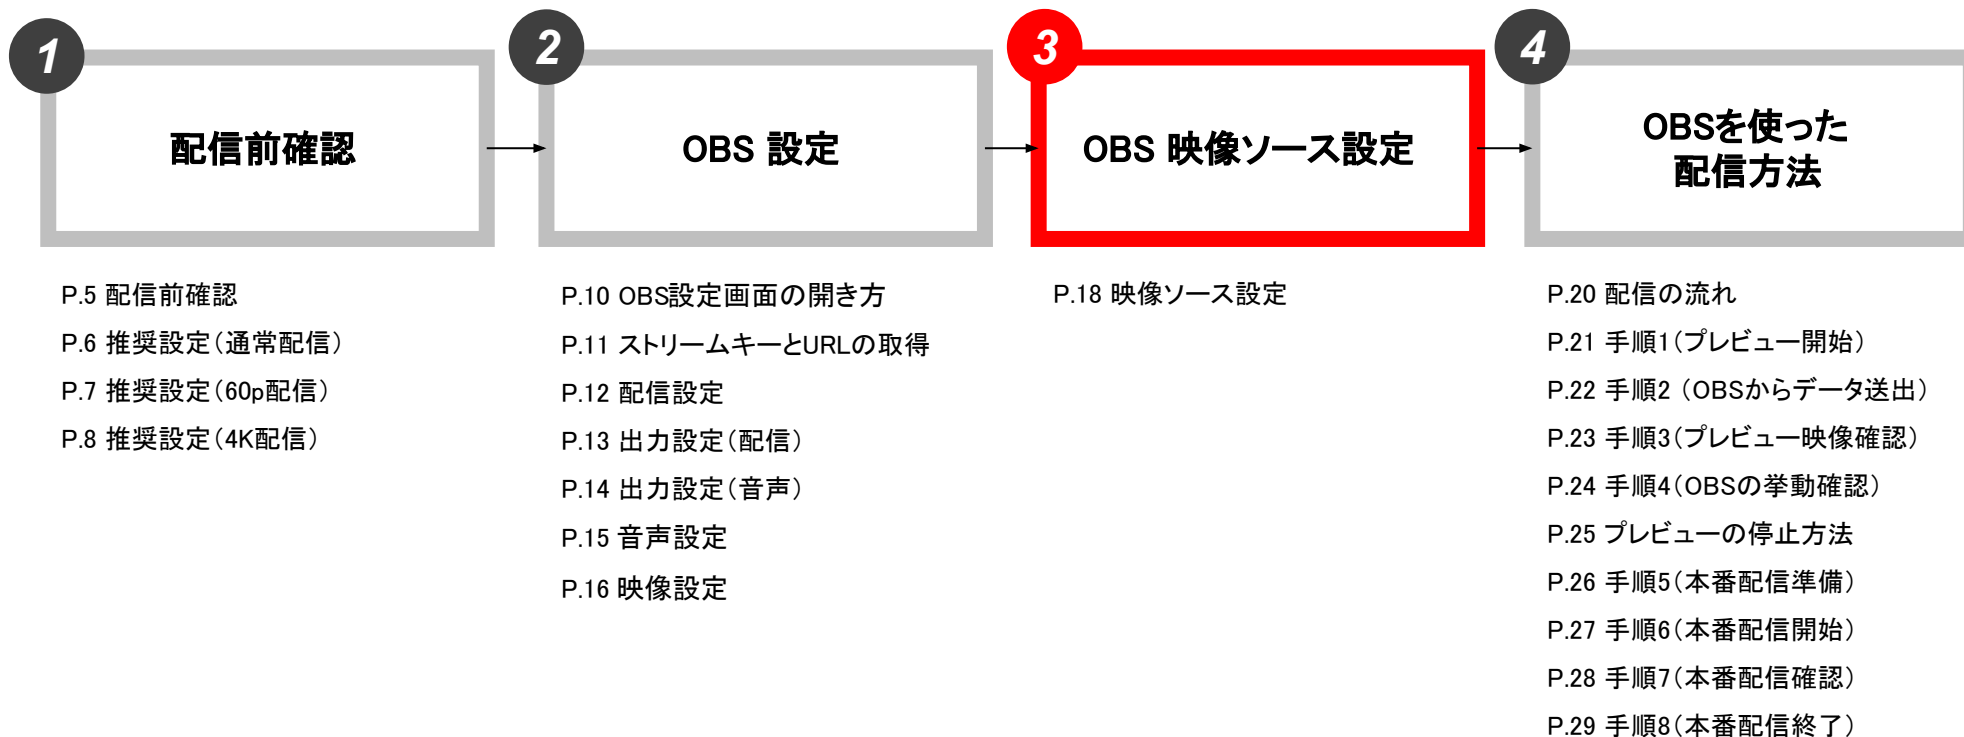 1
配信前確認
P.5 配信前確認
P.6 推奨設定（通常配信）
P.7 推奨設定（60p配信）
P.8 推奨設定（4K配信）
2
OBS 設定
P.10 OBS設定画面の開き方
P.11 ストリームキーとURLの取得
P.12 配信設定
P.13 出力設定（配信）
P.14 出力設定（音声）
P.15 音声設定
P.16 映像設定
3
OBS 映像ソース設定
P.18 映像ソース設定
4
OBSを使った
配信方法
P.20 配信の流れ
P.21 手順1（プレビュー開始）
P.22 手順2 （OBSからデータ送出）
P.23 手順3（プレビュー映像確認）
P.24 手順4（OBSの挙動確認）
P.25 プレビューの停止方法
P.26 手順5（本番配信準備）
P.27 手順6（本番配信開始）
P.28 手順7（本番配信確認）
P.29 手順8（本番配信終了）